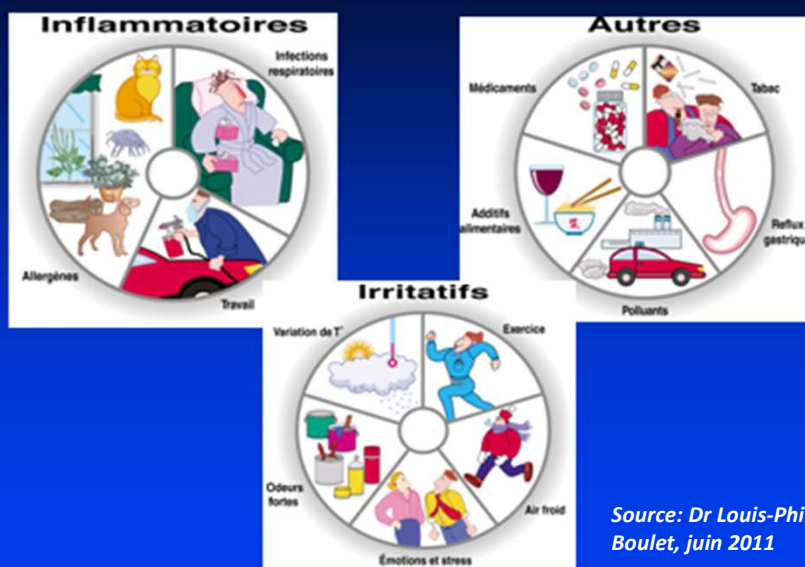 Inflammatoires
Infections
respiratoires
Allergènes
Travail
Autres
Médicaments
Tabac
Additifs
alimentaires
Reflux
gastriqu
Polluants
Irritatifs
Variation de T°
Exercice
Odeurs
fortes
Air froid
Émotions et stress
Source: Dr Louis-Phi
Boulet, juin 2011